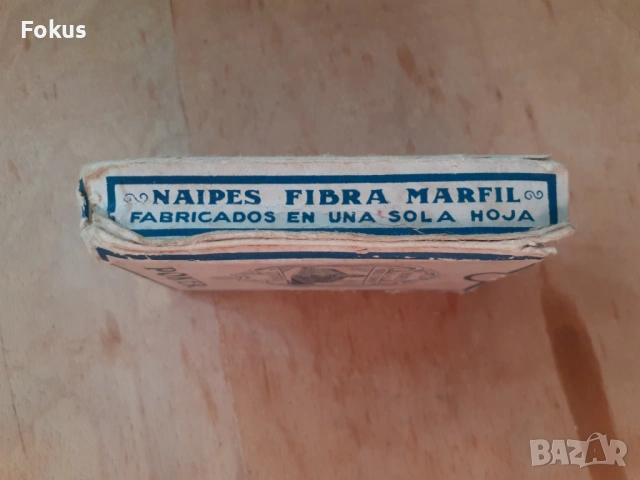 Fokus
NAIPES FIBRA MARFIL
FABRICADOS EN UNA SOLA HOJA
BAZAR